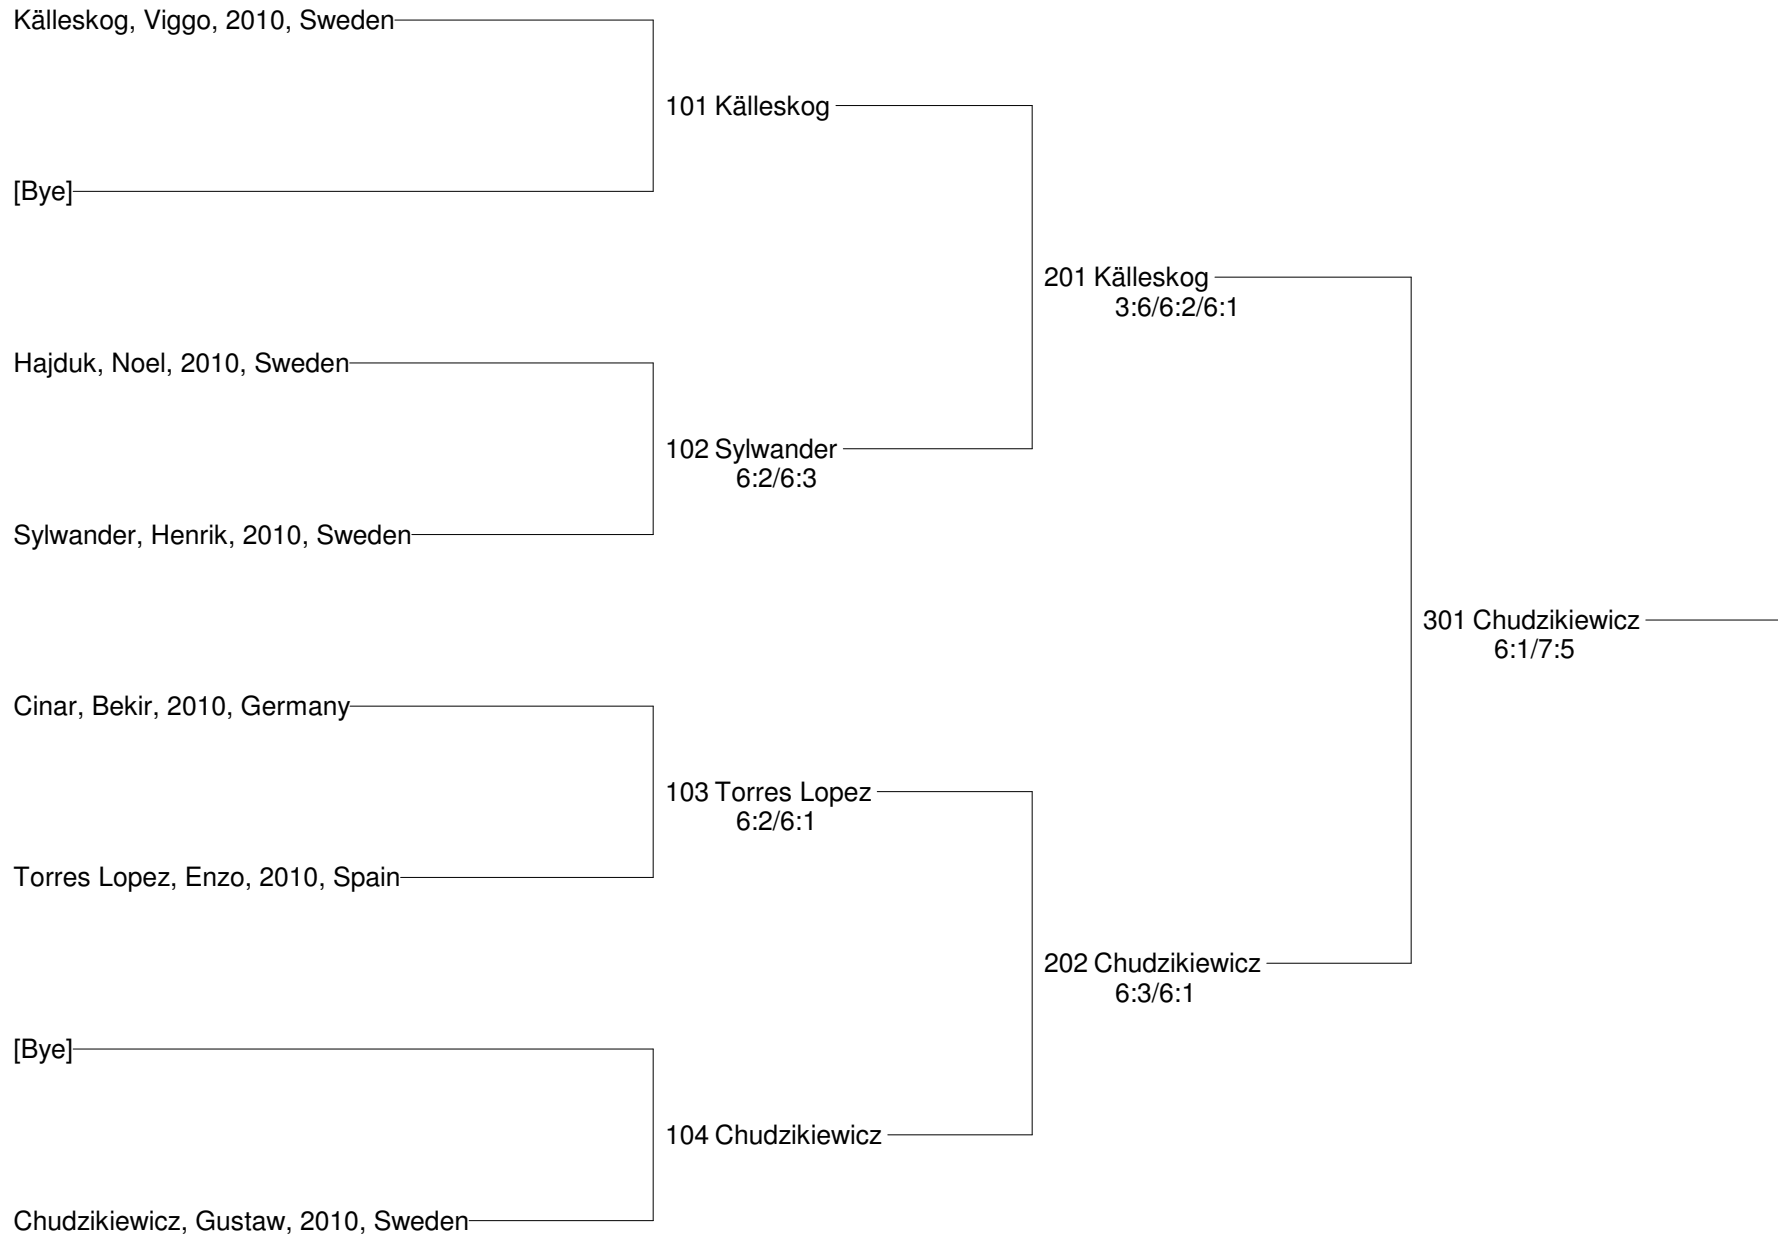 Källeskog, Viggo, 2010, Sweden
101 Källeskog
[Bye]
201 Källeskog
3:6/6:2/6:1
Hajduk, Noel, 2010, Sweden
102 Sylwander
6:2/6:3
Sylwander, Henrik, 2010, Sweden
301 Chudzikiewicz
6:1/7:5
Cinar, Bekir, 2010, Germany
103 Torres Lopez
6:2/6:1
Torres Lopez, Enzo, 2010, Spain
202 Chudzikiewicz
6:3/6:1
[Bye]
104 Chudzikiewicz
Chudzikiewicz, Gustaw, 2010, Sweden